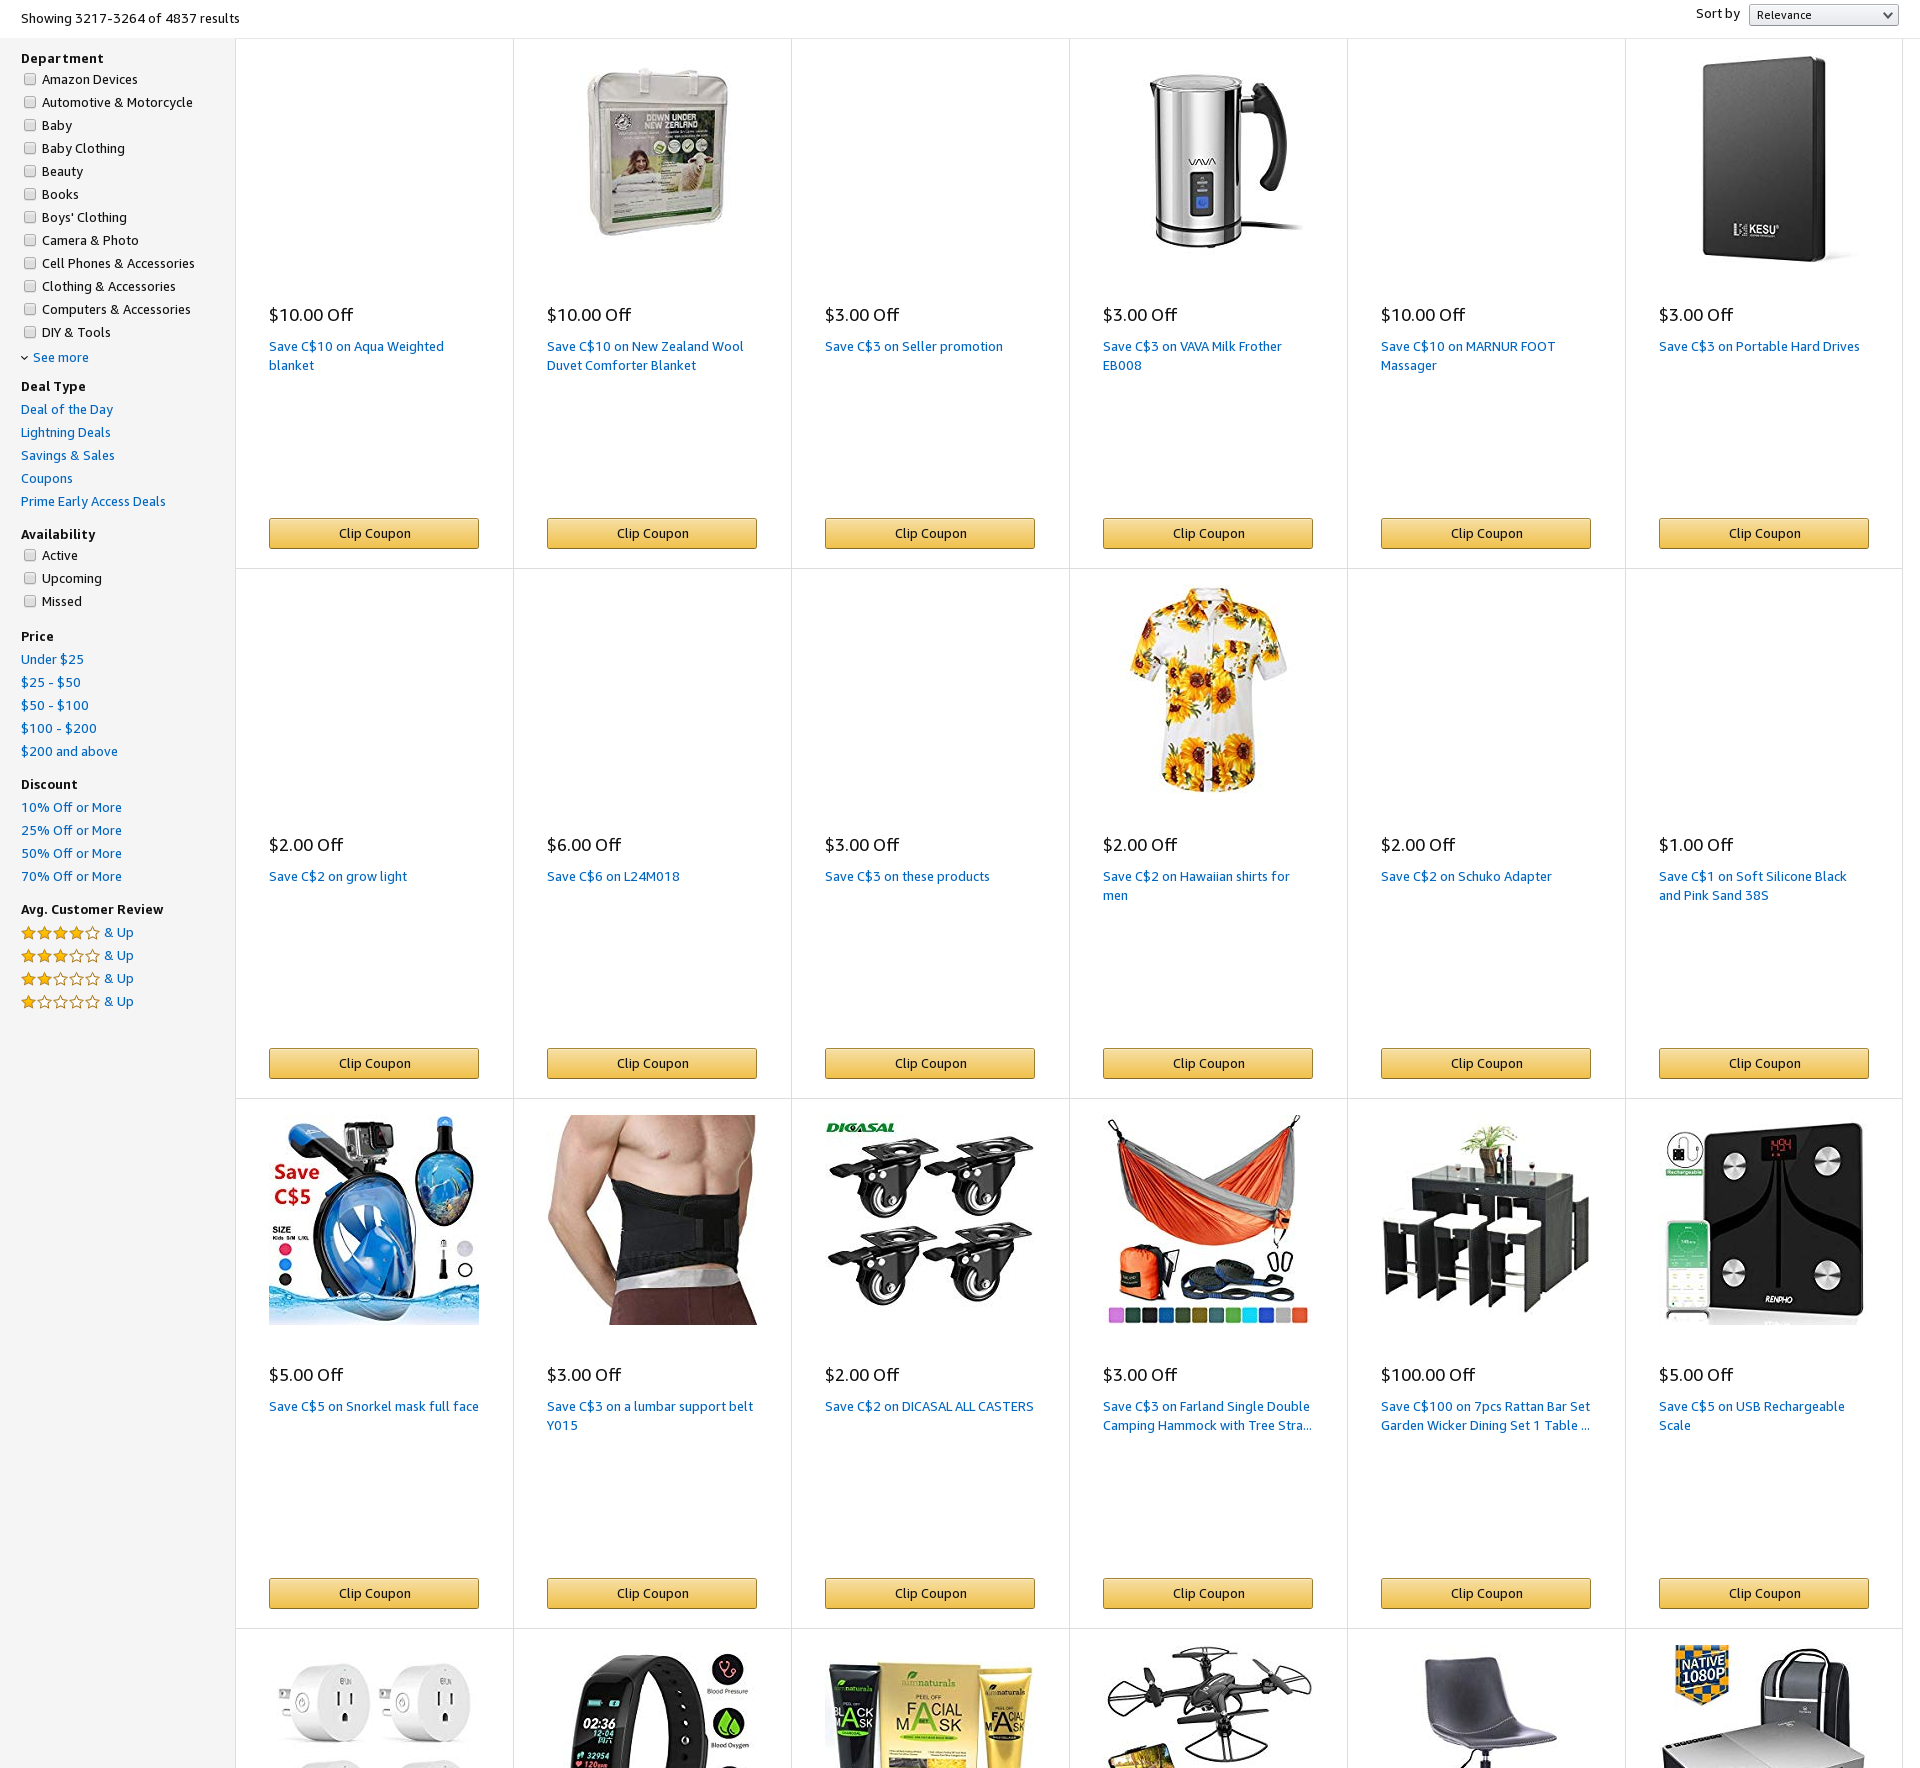 Showing 3217-3264 of 4837 results
Sort by Relevance
Department
Amazon Devices
Automotive & Motorcycle
Baby
Baby Clothing
Beauty
Books
Boys' Clothing
Camera & Photo
Cell Phones & Accessories
Clothing & Accessories
Computers & Accessories
DIY & Tools
See more
Deal Type
Deal of the Day
Lightning Deals
Savings & Sales
Coupons
Prime Early Access Deals
Availability
Active
Upcoming
Missed
Price
Under $25
$25 - $50
$50 - $100
$100 - $200
$200 and above
Discount
10% Off or More
25% Off or More
50% Off or More
70% Off or More
Avg. Customer Review
& Up
& Up
& Up
& Up
$10.00 Off
Save C$10 on Aqua Weighted
blanket
Clip Coupon
DOWN UNDER
NEW ZEALAND
$10.00 Off
Save C$10 on New Zealand Wool
Duvet Comforter Blanket
Clip Coupon
$3.00 Off
Save C$3 on Seller promotion
Clip Coupon
VAVA
$3.00 Off
Save C$3 on VAVA Milk Frother
EB008
Clip Coupon
$10.00 Off
Save C$10 on MARNUR FOOT
Massager
Clip Coupon
KESU
$3.00 Off
Save C$3 on Portable Hard Drives
Clip Coupon
$2.00 Off
Save C$2 on grow light
Clip Coupon
$6.00 Off
Save C$6 on L24M018
Clip Coupon
$3.00 Off
Save C$3 on these products
Clip Coupon
$2.00 Off
Save C$2 on Hawaiian shirts for
men
Clip Coupon
$2.00 Off
Save C$2 on Schuko Adapter
Clip Coupon
$1.00 Off
Save C$1 on Soft Silicone Black
and Pink Sand 38S
Clip Coupon
Save
C$5
SIZE
Kids S/M L/XL
$5.00 Off
Save C$5 on Snorkel mask full face
Clip Coupon
$3.00 Off
Save C$3 on a lumbar support belt
Y015
Clip Coupon
DICASAL
$2.00 Off
Save C$2 on DICASAL ALL CASTERS
Clip Coupon
$3.00 Off
Save C$3 on Farland Single Double
Camping Hammock with Tree Stra...
Clip Coupon
$100.00 Off
Save C$100 on 7pcs Rattan Bar Set
Garden Wicker Dining Set 1 Table ...
Clip Coupon
Rechargeable
RENPHO
$5.00 Off
Save C$5 on USB Rechargeable
Scale
Clip Coupon
02:36
12-04
32954
Blood Pressure
Blood Oxygen
PEEL OFF
BLACK
MASK
aimnaturals
PEEL OFF
FACIAL
MASK
aimnaturals
FACIAL
MASK
NATIVE
1080P